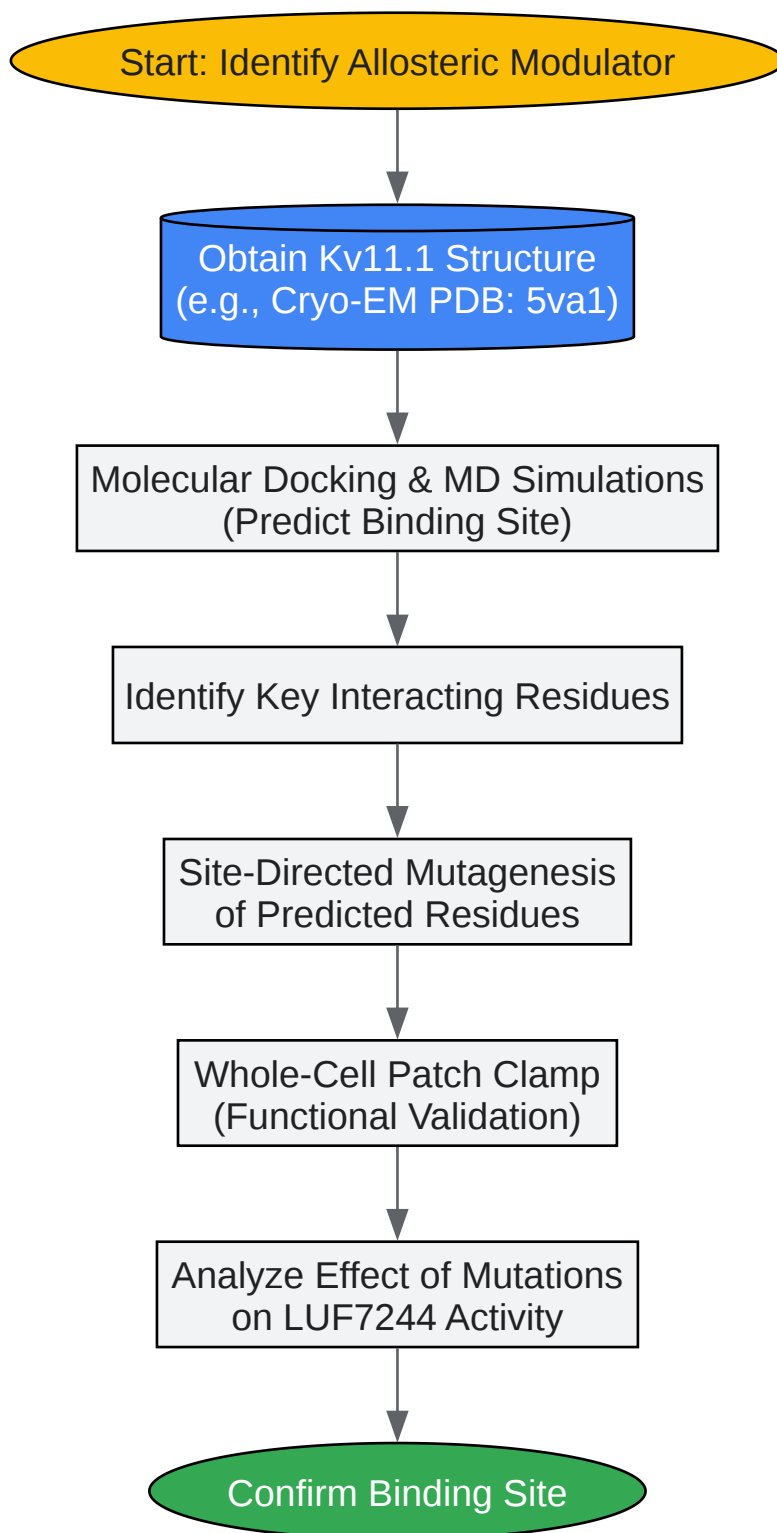 Start: Identify Allosteric Modulator
Obtain Kv11.1 Structure
(e.g., Cryo-EM PDB: 5va1)
Molecular Docking & MD Simulations
(Predict Binding Site)
Identify Key Interacting Residues
Site-Directed Mutagenesis
of Predicted Residues
Whole-Cell Patch Clamp
(Functional Validation)
Analyze Effect of Mutations
on LUF7244 Activity
Confirm Binding Site